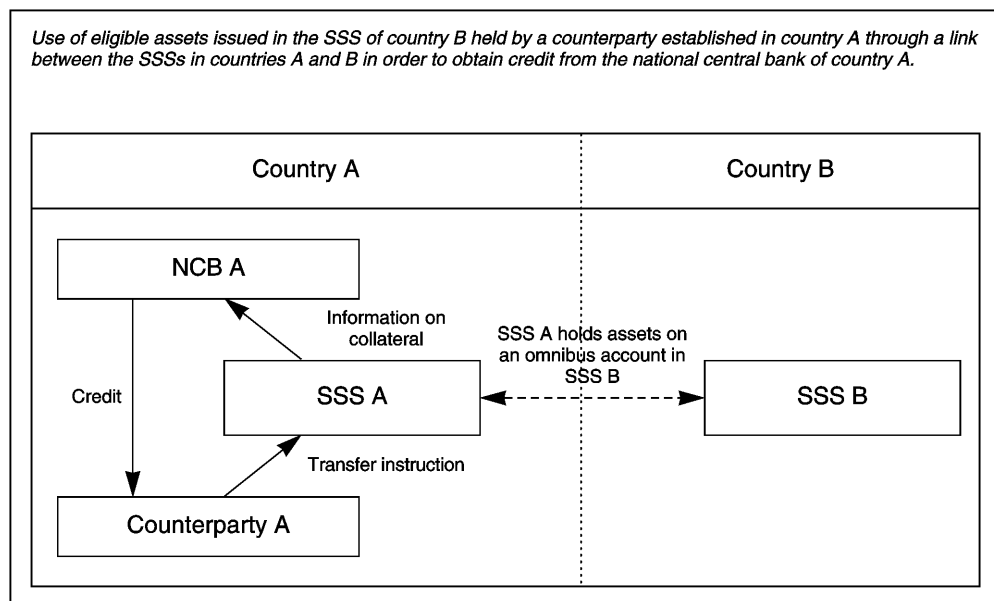 Use of eligible assets issued in the SSS of country B held by a counterparty established in country A through a link
between the SSSs in countries A and B in order to obtain credit from the national central bank of country A.
Country A
Country B
NCB A
Information on
collateral
SSS A holds assets on
an omnibus account in
SSS B
Credit
SSS A
SSS B
Transfer instruction
Counterparty A